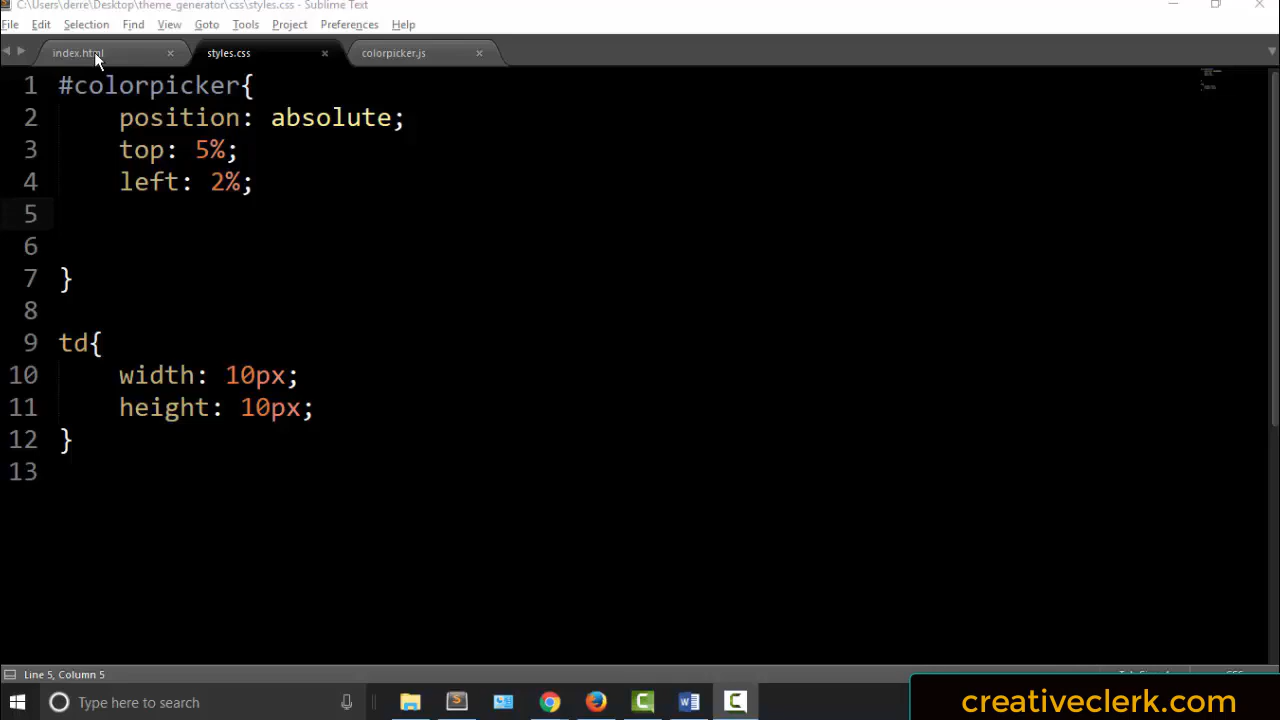 C:\Users\derre\Desktop\theme_generator\css\styles.css - Sublime Text
File Edit Selection Find View Goto Tools Project Preferences Help
index.html × styles.css × colorpicker.js ×
1 #colorpicker{
2 position: absolute;
3 top: 5%;
4 left: 2%;
5
6
7 }
8
9 td{
10 width: 10px;
11 height: 10px;
12 }
13
Line 5, Column 5
Type here to search
creativeclerk.com